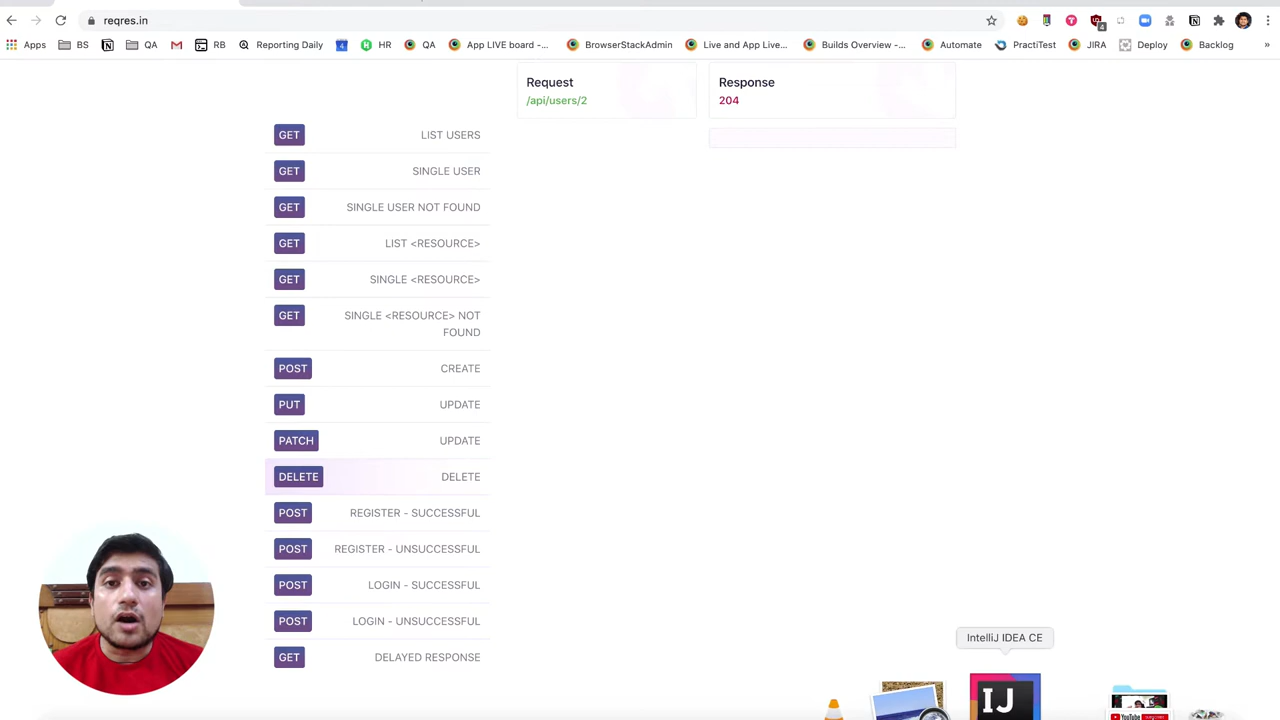 reqres.in
4
Apps
BS
QA
RB
Reporting Daily
4
HR
QA
App LIVE board -...
BrowserStackAdmin
Live and App Live...
Builds Overview -...
Automate
PractiTest
JIRA
Deploy
Backlog
»
Request
/api/users/2
Response
204
GET LIST USERS
GET SINGLE USER
GET SINGLE USER NOT FOUND
GET LIST <RESOURCE>
GET SINGLE <RESOURCE>
GET SINGLE <RESOURCE> NOT
FOUND
POST CREATE
PUT UPDATE
PATCH UPDATE
DELETE DELETE
POST REGISTER - SUCCESSFUL
POST REGISTER - UNSUCCESSFUL
POST LOGIN - SUCCESSFUL
POST LOGIN - UNSUCCESSFUL
GET DELAYED RESPONSE
IntelliJ IDEA CE
IJ
YouTube